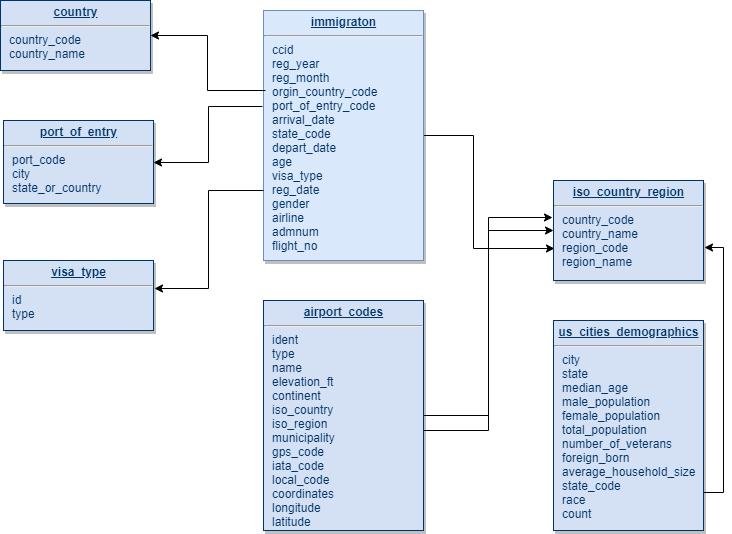 country
country_code
country_name
port_of_entry
port_code
city
state_or_country
visa_type
id
type
immigraton
ccid
reg_year
reg_month
orgin_country_code
port_of_entry_code
arrival_date
state_code
depart_date
age
visa_type
reg_date
gender
airline
admnum
flight_no
airport_codes
ident
type
name
elevation_ft
continent
iso_country
iso_region
municipality
gps_code
iata_code
local_code
coordinates
longitude
latitude
iso_country_region
country_code
country_name
region_code
region_name
us_cities_demographics
city
state
median_age
male_population
female_population
total_population
number_of_veterans
foreign_born
average_household_size
state_code
race
count